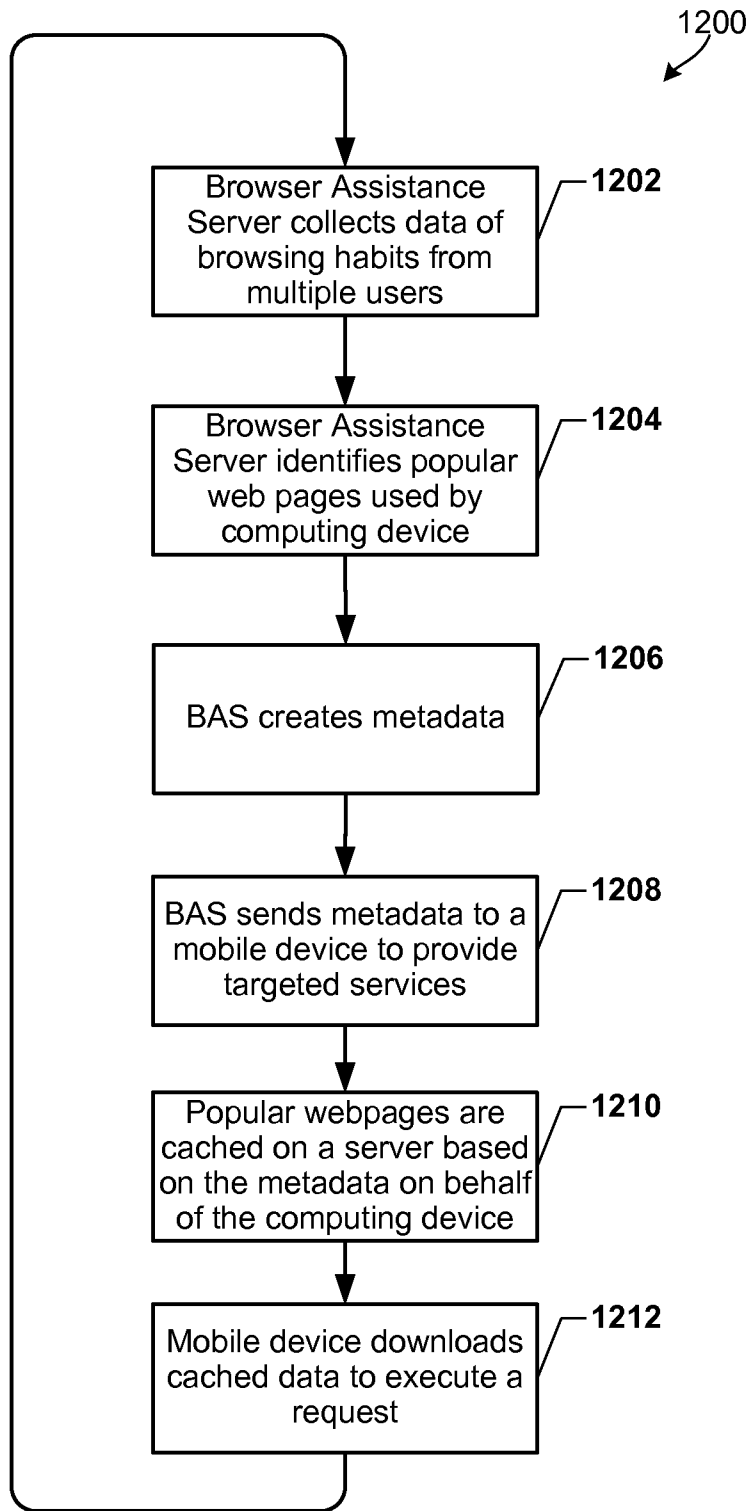 1200
Browser Assistance
Server collects data of
browsing habits from
multiple users
1202
Browser Assistance
Server identifies popular
web pages used by
computing device
1204
BAS creates metadata
1206
BAS sends metadata to a
mobile device to provide
targeted services
1208
Popular webpages are
cached on a server based
on the metadata on behalf
of the computing device
1210
Mobile device downloads
cached data to execute a
request
1212